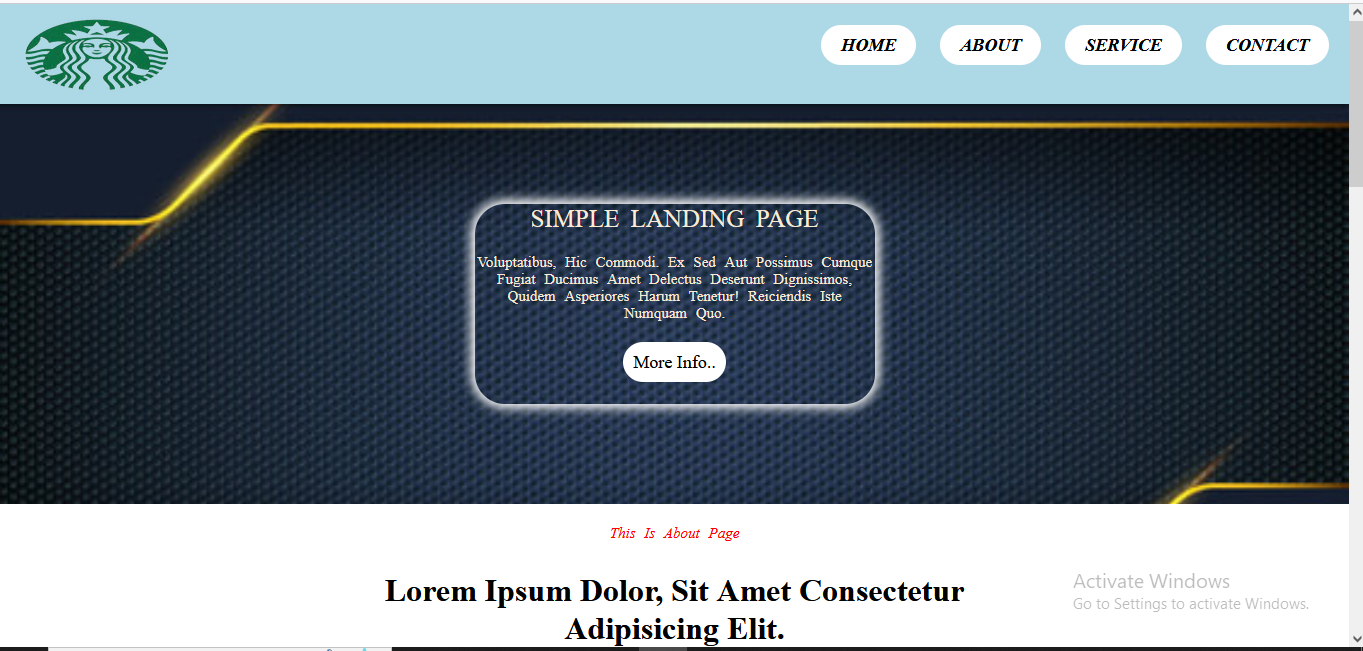 HOME ABOUT SERVICE CONTACT
SIMPLE LANDING PAGE
Voluptatibus, Hic Commodi. Ex Sed Aut Possimus Cumque
Fugiat Ducimus Amet Delectus Deserunt Dignissimos,
Quidem Asperiores Harum Tenetur! Reiciendis Iste
Numquam Quo.
More Info..
This Is About Page
Lorem Ipsum Dolor, Sit Amet Consectetur
Adipisicing Elit.
Activate Windows
Go to Settings to activate Windows.